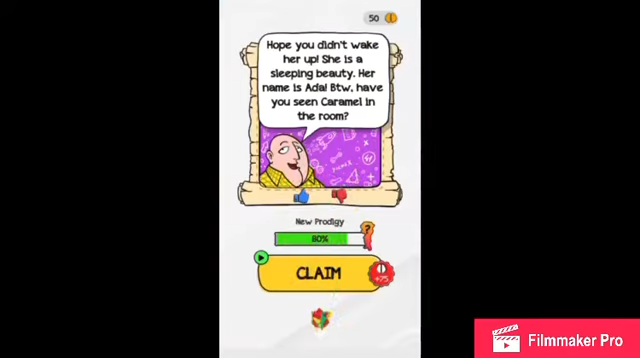 50
Hope you didn't wake
her up! She is a
sleeping beauty. Her
name is Ada! Btw, have
you seen Caramel in
the room?
New Prodigy
?
80%
CLAIM
+75
Filmmaker Pro